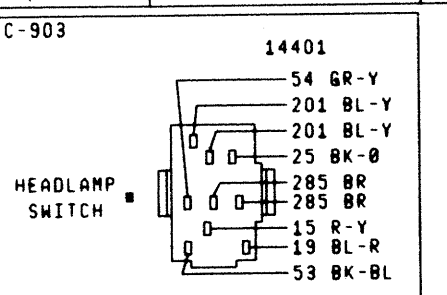 C-903
14401
54 GR-Y
201 BL-Y
201 BL-Y
25 BK-0
285 BR
285 BR
15 R-Y
19 BL-R
53 BK-BL
HEADLAMP
SWITCH